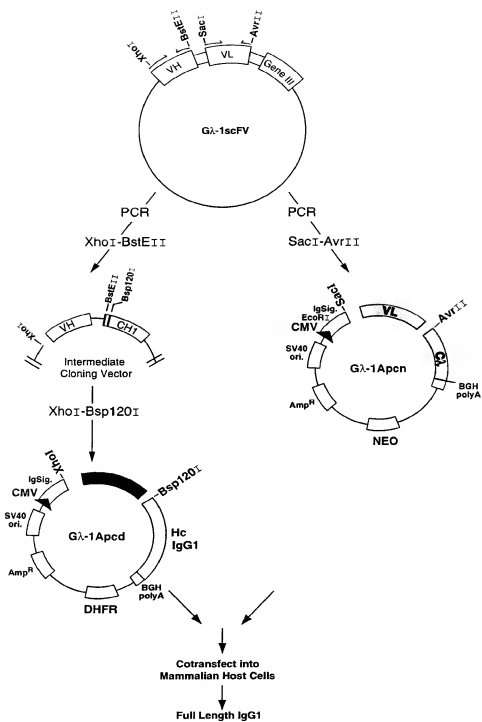 XhoI
BstEII
SacI
AvrII
VH
VL
Gene III
Gλ-1scFV
PCR
PCR
XhoI-BstEII
SacI-AvrII
BstEII
Bsp120I
XhoI
VH
CH1
Intermediate
Cloning Vector
XhoI-Bsp120I
SacI
IgSig.
EcoRI
CMV
VL
AvrII
SV40
ori.
Gλ-1Apcn
Cλ
AmpR
BGH
polyA
NEO
XhoI
IgSig.
CMV
Bsp120I
SV40
ori.
Gλ-1Apcd
Hc
IgG1
AmpR
BGH
polyA
DHFR
Cotransfect into
Mammalian Host Cells
Full Length IgG1